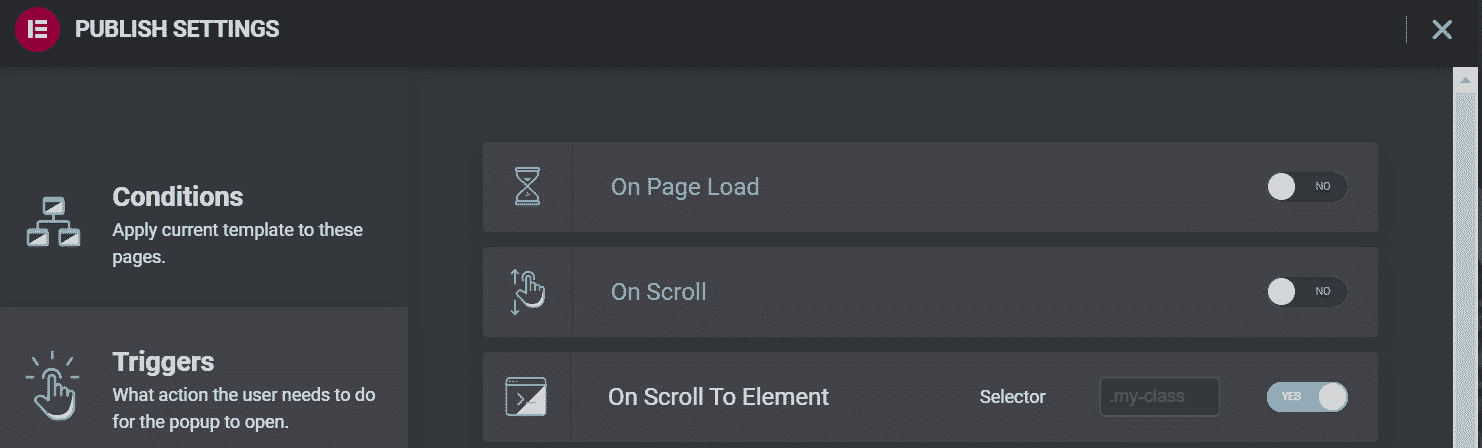 PUBLISH SETTINGS
Conditions
Apply current template to these
pages.
Triggers
What action the user needs to do
for the popup to open.
On Page Load
NO
On Scroll
NO
On Scroll To Element
Selector
.my-class
YES